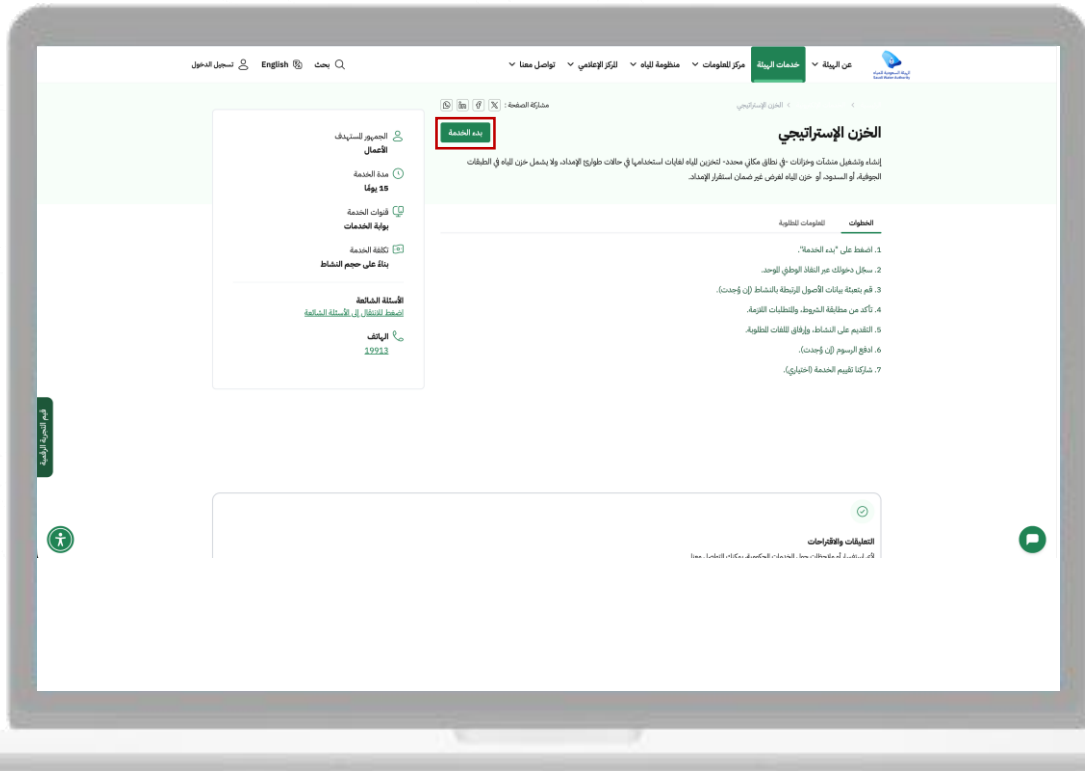 الهيئة السعودية للمياه
Saudi Water Authority
عن الهيئة
خدمات الهيئة
مركز المعلومات
منظومة المياه
المركز الإعلامي
تواصل معنا
بحث
English
تسجيل الدخول
الخزن الإستراتيجي
مشاركة الصفحة :
الخزن الإستراتيجي
بدء الخدمة
إنشاء وتشغيل منشآت وخزانات -في نطاق مكاني محدد- لتخزين المياه لغايات استخدامها في حالات طوارئ الإمداد، ولا يشمل خزن المياه في الطبقات
الجوفية، أو السدود، أو خزن المياه لغرض غير ضمان استقرار الإمداد.
الخطوات
المعلومات المطلوبة
1. اضغط على "بدء الخدمة".
2. سجّل دخولك عبر النفاذ الوطني الموحد.
3. قم بتعبئة بيانات الأصول المرتبطة بالنشاط (إن وُجدت).
4. تأكد من مطابقة الشروط، والمتطلبات اللازمة.
5. التقديم على النشاط، وإرفاق الملفات المطلوبة.
6. ادفع الرسوم (إن وُجدت).
7. شاركنا تقييم الخدمة (اختياري).
الجمهور المستهدف
الأعمال
مدة الخدمة
15 يومًا
قنوات الخدمة
بوابة الخدمات
تكلفة الخدمة
بناءً على حجم النشاط
الأسئلة الشائعة
اضغط للانتقال إلى الأسئلة الشائعة
الهاتف
19913
قيم التجربة الرقمية
التعليقات والاقتراحات